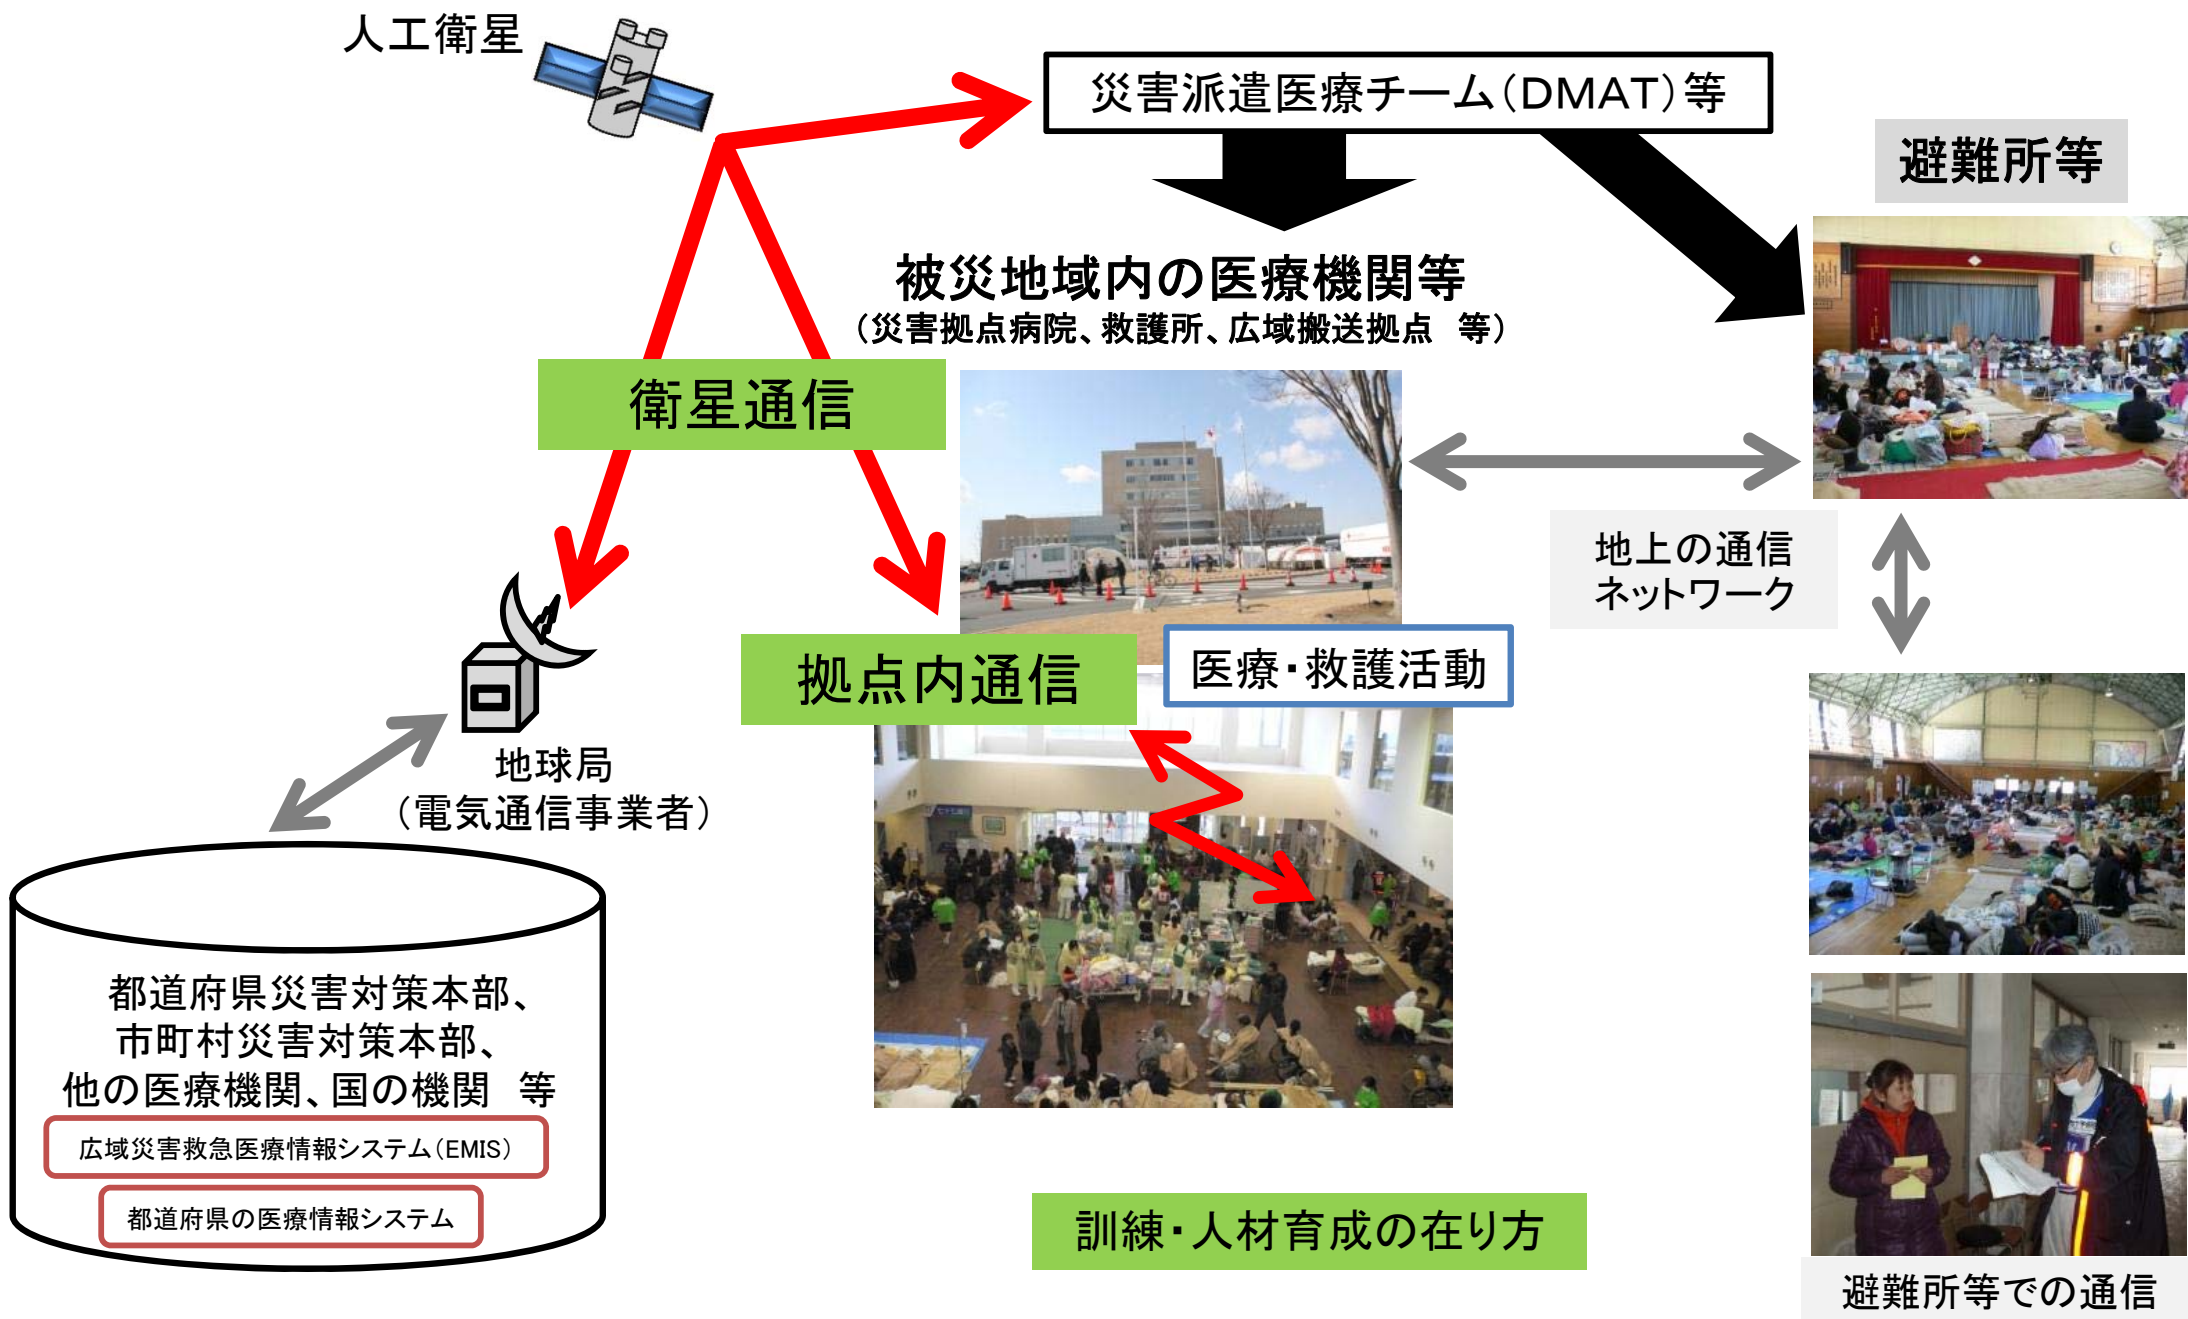 人工衛星
災害派遣医療チーム(DMAT)等
避難所等
被災地域内の医療機関等
(災害拠点病院、救護所、広域搬送拠点　等)
衛星通信
地上の通信
ネットワーク
拠点内通信
医療・救護活動
地球局
(電気通信事業者)
都道府県災害対策本部、
市町村災害対策本部、
他の医療機関、国の機関　等
広域災害救急医療情報システム(EMIS)
都道府県の医療情報システム
訓練・人材育成の在り方
避難所等での通信